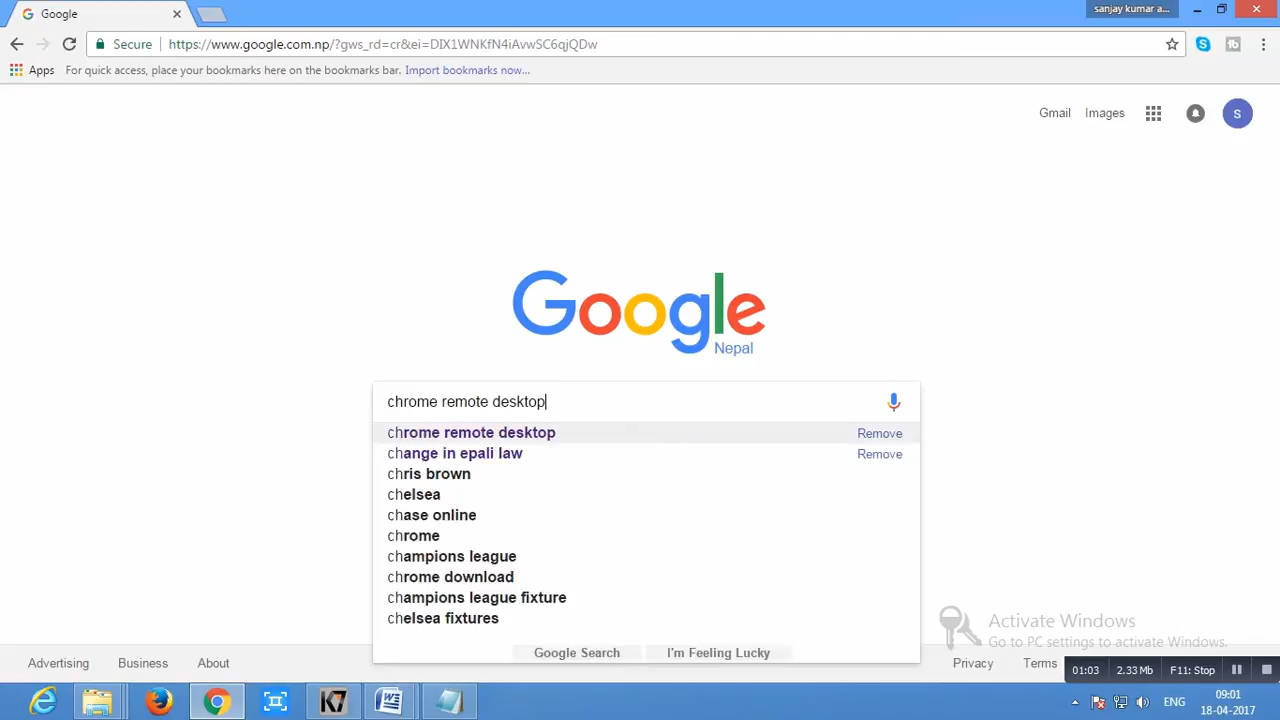 Google
sanjay kumar a...
Secure
https://www.google.com.np/?gws_rd=cr&ei=DIX1WNKfN4iAvwSC6qjQDw
Apps
For quick access, place your bookmarks here on the bookmarks bar. Import bookmarks now...
Gmail
Images
S
Google
Nepal
chrome remote desktop
chrome remote desktop
Remove
change in epali law
Remove
chris brown
chelsea
chase online
chrome
champions league
chrome download
champions league fixture
chelsea fixtures
Google Search
I'm Feeling Lucky
Activate Windows
Go to PC settings to activate Windows.
Advertising
Business
About
Privacy
Terms
01:03
2.33 Mb
F11: Stop
K7
W
ENG
09:01
18-04-2017